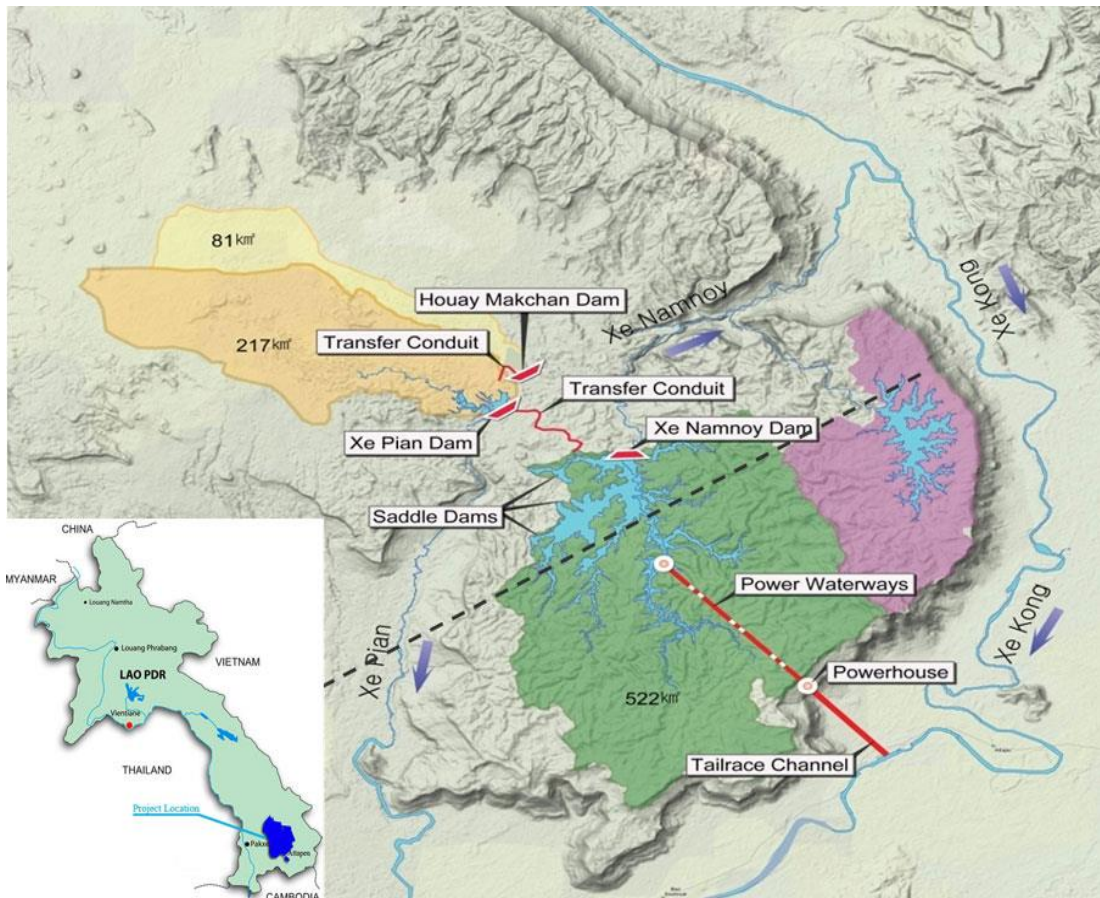 81㎢
Houay Makchan Dam
Transfer Conduit
217㎢
Xe Namnoy
Xe Kong
Transfer Conduit
Xe Pian Dam
Xe Namnoy Dam
Saddle Dams
Power Waterways
Xe Pian
Xe Kong
Powerhouse
522㎢
Tailrace Channel
CHINA
MYANMAR
Louang Namtha
Louang Phrabang
VIETNAM
LAO PDR
Vientiane
THAILAND
Project Location
Pakxe
Attapeu
CAMBODIA